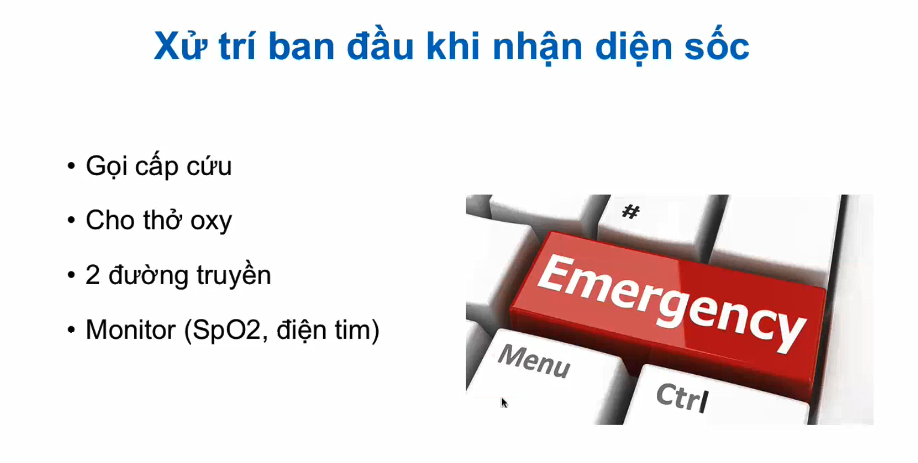 Xử trí ban đầu khi nhận diện sốc
• Gọi cấp cứu
• Cho thở oxy
• 2 đường truyền
• Monitor (SpO2, điện tim)
#
Emergency
Menu
Ctrl